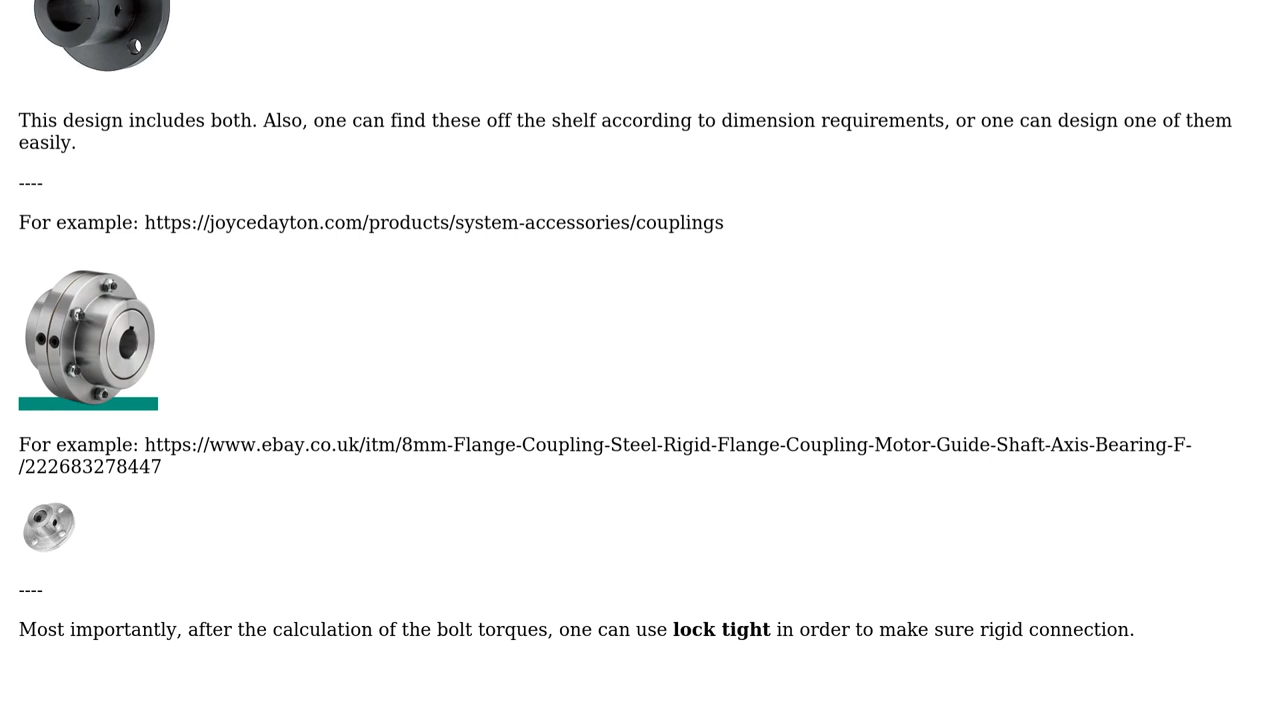 This design includes both. Also, one can find these off the shelf according to dimension requirements, or one can design one of them
easily.
----
For example: https://joycedayton.com/products/system-accessories/couplings
For example: https://www.ebay.co.uk/itm/8mm-Flange-Coupling-Steel-Rigid-Flange-Coupling-Motor-Guide-Shaft-Axis-Bearing-F-
/222683278447
----
Most importantly, after the calculation of the bolt torques, one can use lock tight in order to make sure rigid connection.